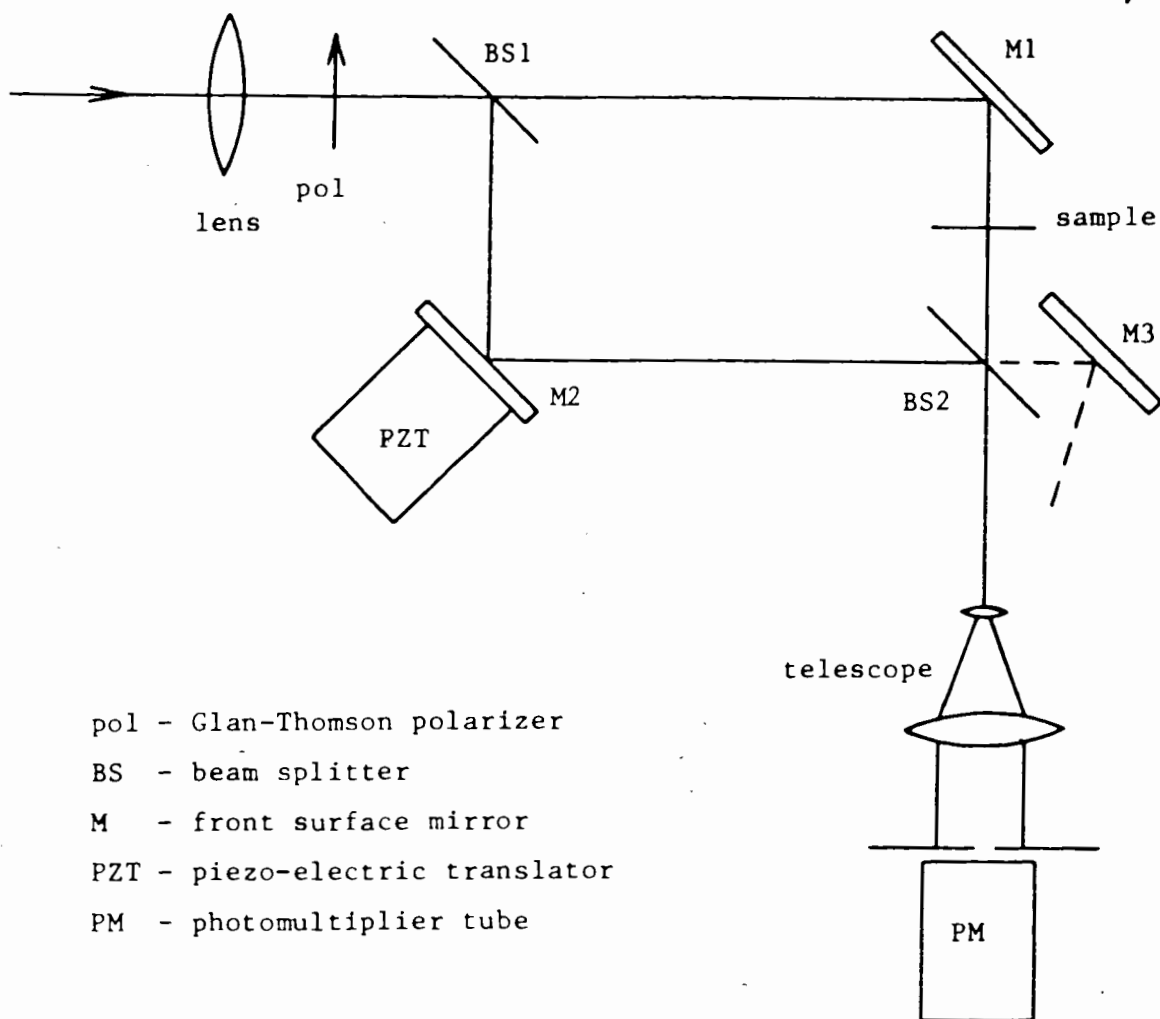 BS1
M1
pol
lens
sample
M3
M2
BS2
PZT
telescope
pol - Glan-Thomson polarizer
BS - beam splitter
M - front surface mirror
PZT - piezo-electric translator
PM - photomultiplier tube
PM